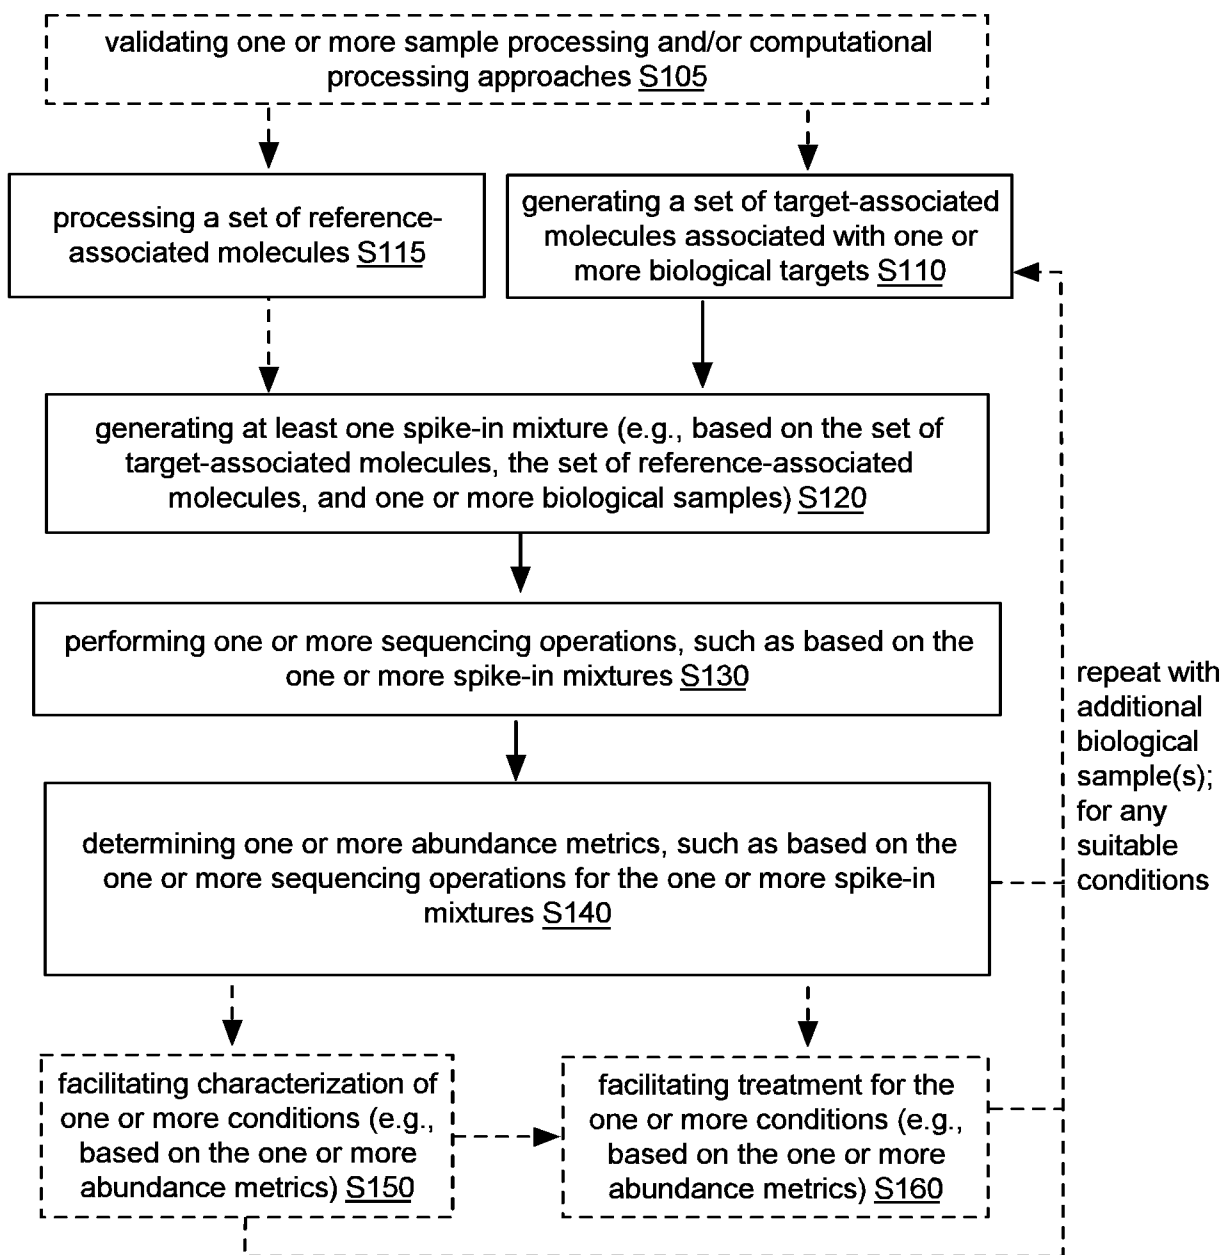 validating one or more sample processing and/or computational
processing approaches S105
processing a set of reference-
associated molecules S115
generating a set of target-associated
molecules associated with one or
more biological targets S110
generating at least one spike-in mixture (e.g., based on the set of
target-associated molecules, the set of reference-associated
molecules, and one or more biological samples) S120
performing one or more sequencing operations, such as based on the
one or more spike-in mixtures S130
repeat with
additional
biological
sample(s);
for any
suitable
conditions
determining one or more abundance metrics, such as based on the
one or more sequencing operations for the one or more spike-in
mixtures S140
facilitating characterization of
one or more conditions (e.g.,
based on the one or more
abundance metrics) S150
facilitating treatment for the
one or more conditions (e.g.,
based on the one or more
abundance metrics) S160